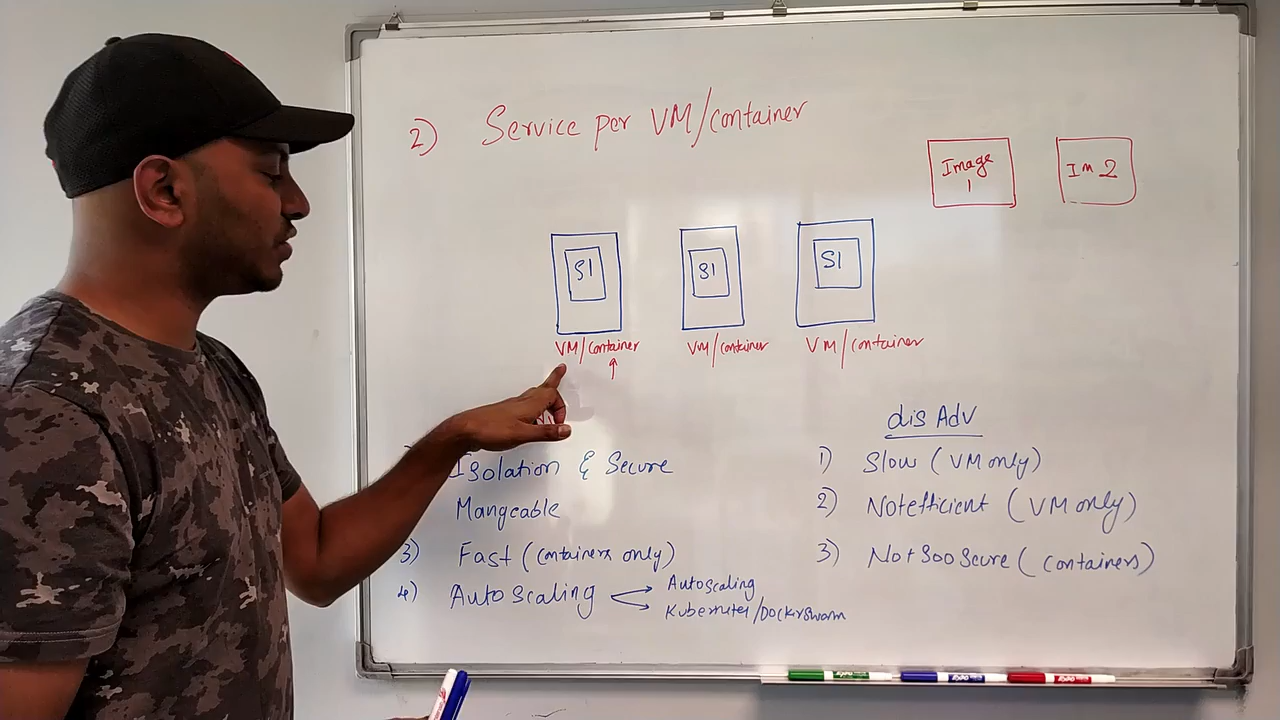 2) Service per VM/container
Image
1
Im 2
S1
S1
S1
VM/container
VM/container
VM/container
dis Adv
Isolation & Secure
Mangeable
3) Fast (containers only)
4) Auto Scaling
Autoscaling
Kubernetes/Dockerswarm
1) Slow (VM only)
2) Notefficient (VM only)
3) Not Soo Secure (containers)